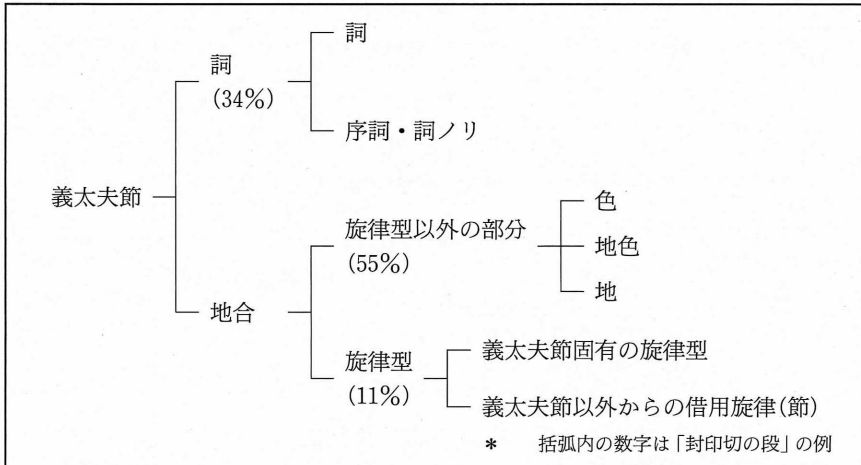 詞
詞
(34%)
序詞・詞ノリ
義太夫節
色
旋律型以外の部分
(55%)
地色
地
地合
旋律型
(11%)
義太夫節固有の旋律型
義太夫節以外からの借用旋律(節)
* 括弧内の数字は「封印切の段」の例